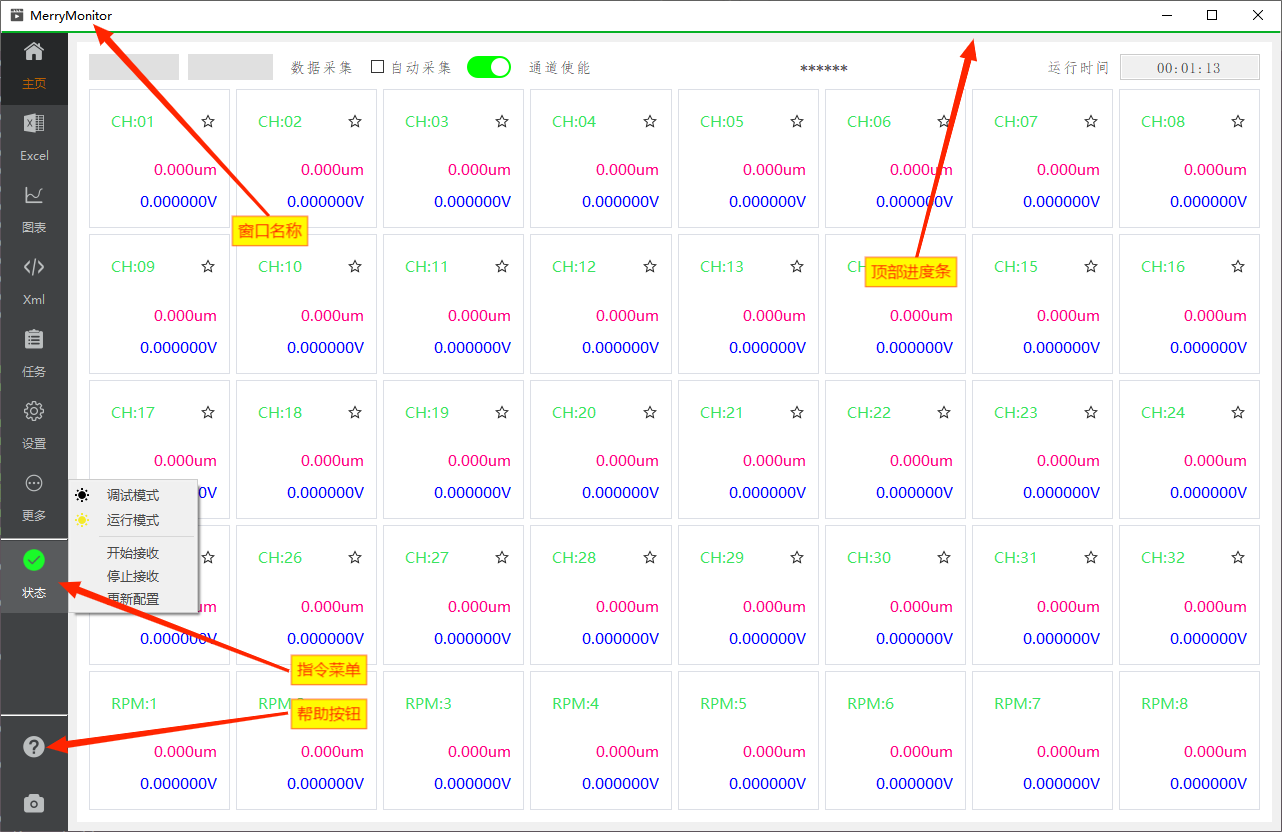 MerryMonitor
主页
Excel
图表
Xml
任务
设置
更多
状态
数据采集 自动采集 通道使能 ****** 运行时间 00:01:13
CH:01 CH:02 CH:03 CH:04 CH:05 CH:06 CH:07 CH:08
0.000um 0.000um 0.000um 0.000um 0.000um 0.000um 0.000um 0.000um
0.000000V 0.000000V 0.000000V 0.000000V 0.000000V 0.000000V 0.000000V 0.000000V
窗口名称
CH:09 CH:10 CH:11 CH:12 CH:13 CH CH:15 CH:16
顶部进度条
0.000um 0.000um 0.000um 0.000um 0.000um 0.000um 0.000um 0.000um
0.000000V 0.000000V 0.000000V 0.000000V 0.000000V 0.000000V 0.000000V 0.000000V
CH:17 CH:18 CH:19 CH:20 CH:21 CH:22 CH:23 CH:24
0.000um 0.000um 0.000um 0.000um 0.000um 0.000um 0.000um 0.000um
0V 0.000000V 0.000000V 0.000000V 0.000000V 0.000000V 0.000000V 0.000000V
调试模式
运行模式
开始接收
停止接收
更新配置
CH:26 CH:27 CH:28 CH:29 CH:30 CH:31 CH:32
um 0.000um 0.000um 0.000um 0.000um 0.000um 0.000um 0.000um
0.000000V 0.000000V 0.000000V 0.000000V 0.000000V 0.000000V 0.000000V 0.000000V
指令菜单
RPM:1 RPM: RPM:3 RPM:4 RPM:5 RPM:6 RPM:7 RPM:8
帮助按钮
0.000um 0.000um 0.000um 0.000um 0.000um 0.000um 0.000um 0.000um
0.000000V 0.000000V 0.000000V 0.000000V 0.000000V 0.000000V 0.000000V 0.000000V